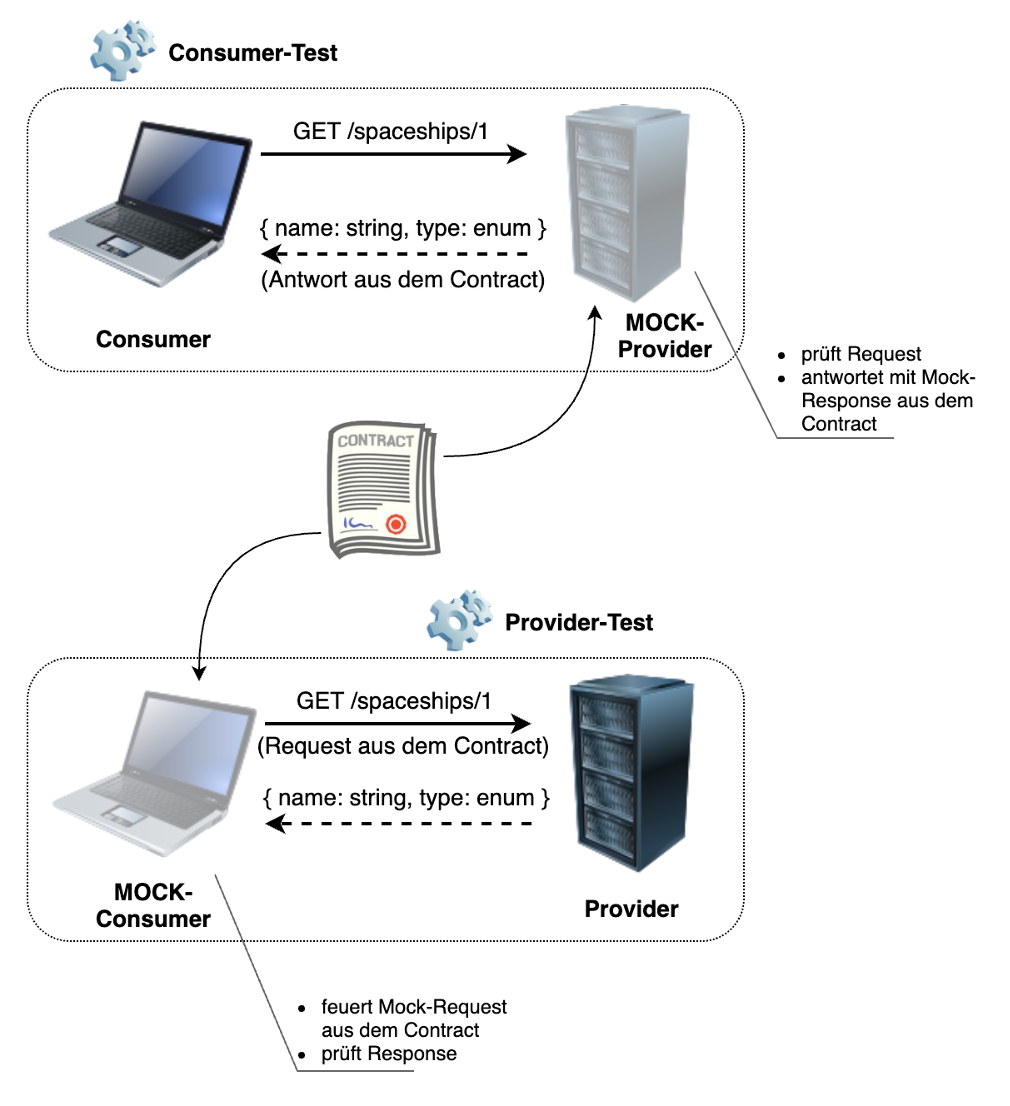 Consumer-Test
GET /spaceships/1
{ name: string, type: enum }
(Antwort aus dem Contract)
Consumer
MOCK-
Provider
• prüft Request
• antwortet mit Mock-
Response aus dem
Contract
CONTRACT
Provider-Test
GET /spaceships/1
(Request aus dem Contract)
{ name: string, type: enum }
MOCK-
Consumer
Provider
• feuert Mock-Request
aus dem Contract
• prüft Response